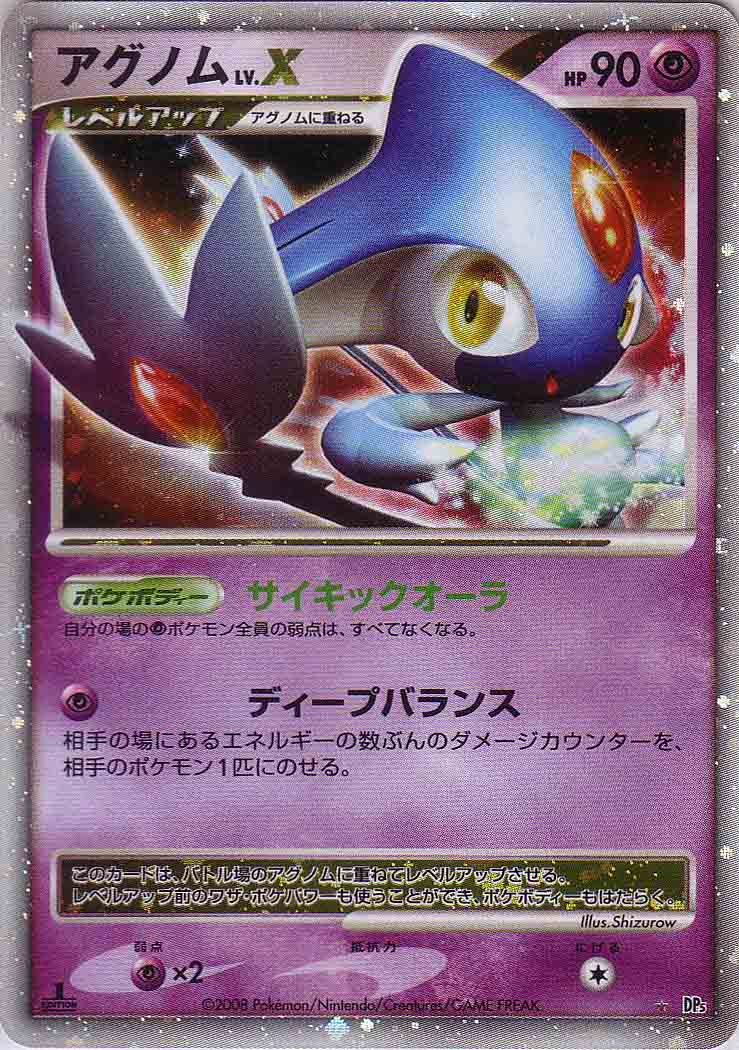 アグノム LV.X
HP 90
レベルアップ
アグノムに重ねる
ポケボディー サイキックオーラ
自分の場の ポケモン全員の弱点は、すべてなくなる。
ディープバランス
相手の場にあるエネルギーの数ぶんのダメージカウンターを、
相手のポケモン1匹にのせる。
このカードは、バトル場のアグノムに重ねてレベルアップさせる。
レベルアップ前のワザ・ポケパワーも使うことができ、ポケボディーもはたらく。
Illus.Shizurow
弱点 抵抗力 にげる
×2
1 EDITION
©2008 Pokémon/Nintendo/Creatures/GAME FREAK.
DP5